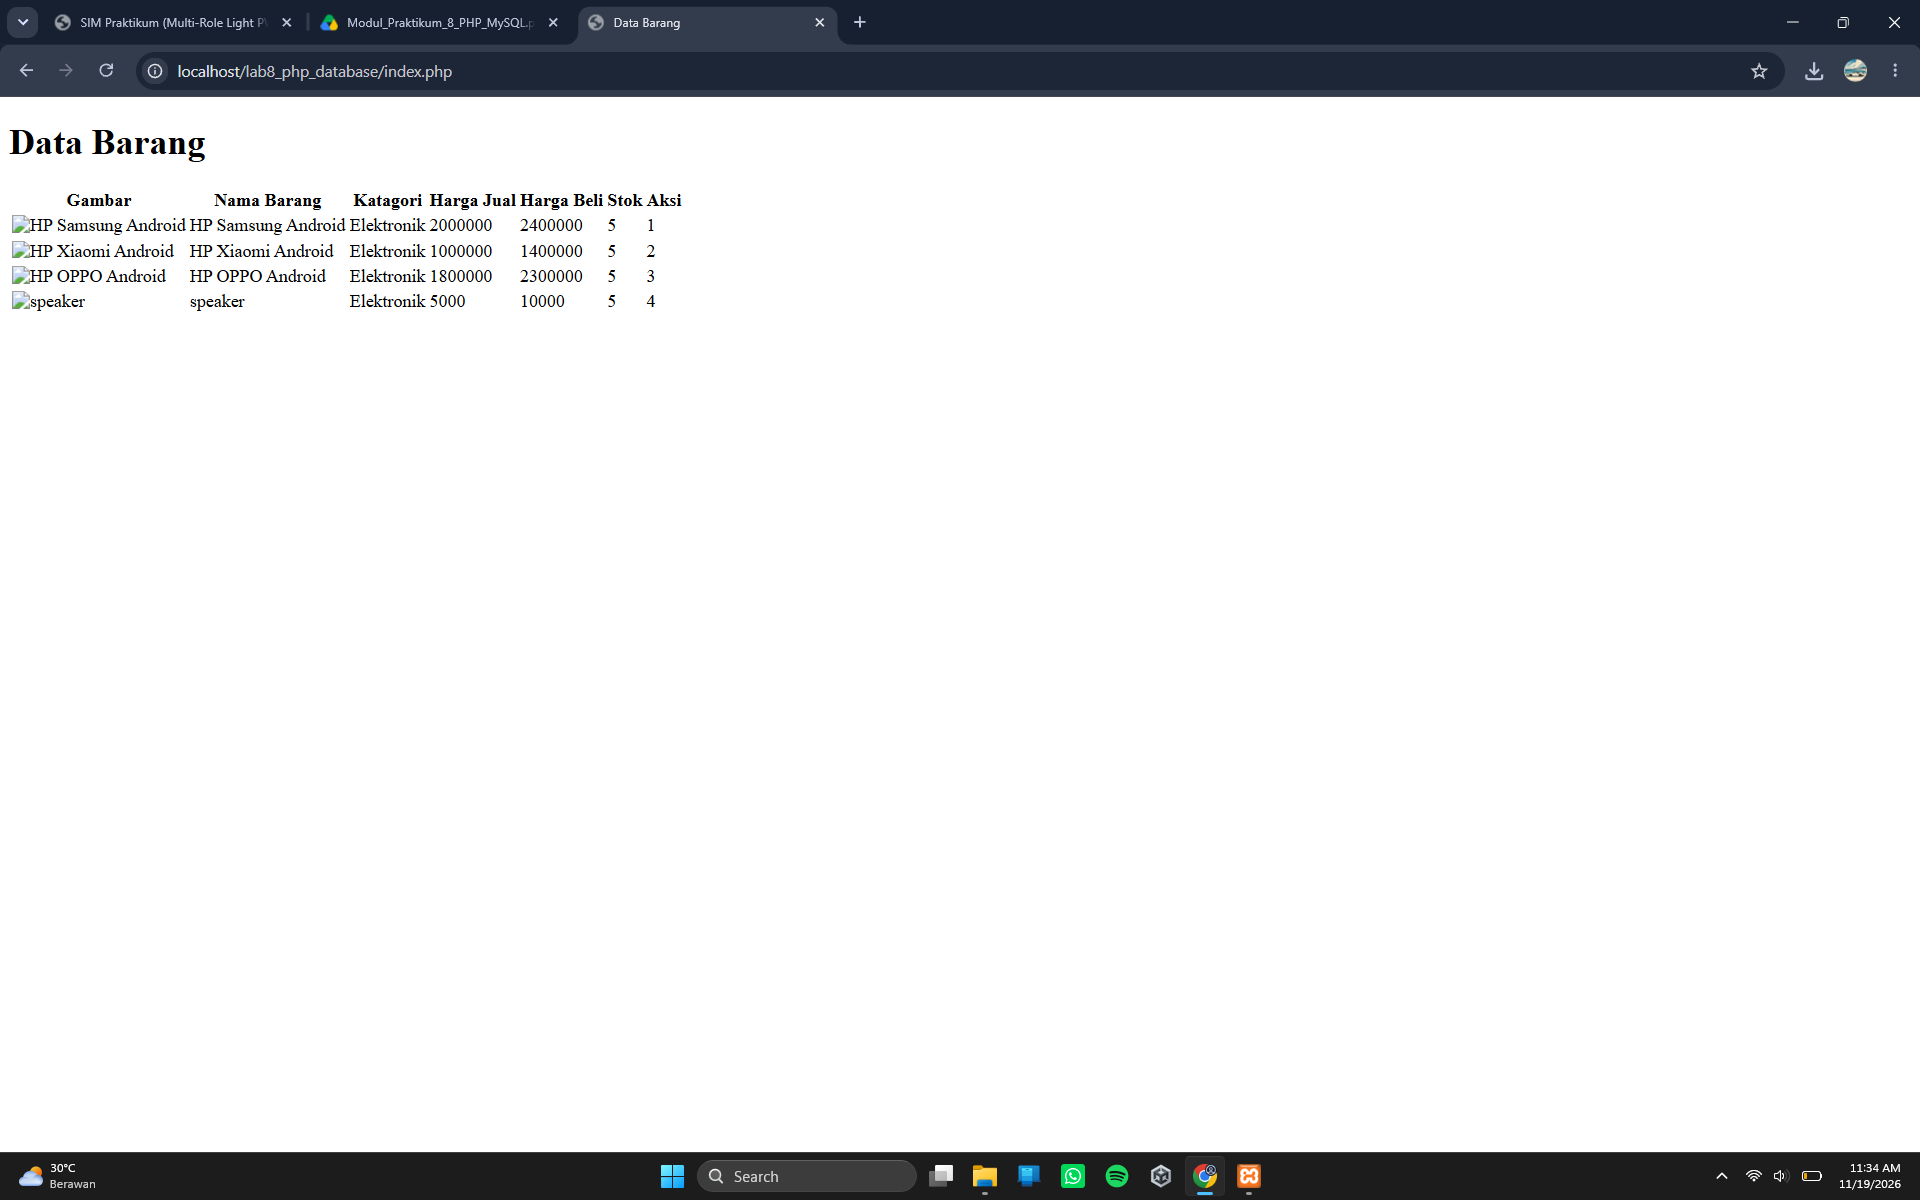 SIM Praktikum (Multi-Role Light P
Modul_Praktikum_8_PHP_MySQL.p
Data Barang
localhost/lab8_php_database/index.php
Data Barang
Gambar Nama Barang Katagori Harga Jual Harga Beli Stok Aksi
HP Samsung Android HP Samsung Android Elektronik 2000000 2400000 5 1
HP Xiaomi Android HP Xiaomi Android Elektronik 1000000 1400000 5 2
HP OPPO Android HP OPPO Android Elektronik 1800000 2300000 5 3
speaker speaker Elektronik 5000 10000 5 4
30°C
Berawan
Search
11:34 AM
11/19/2026